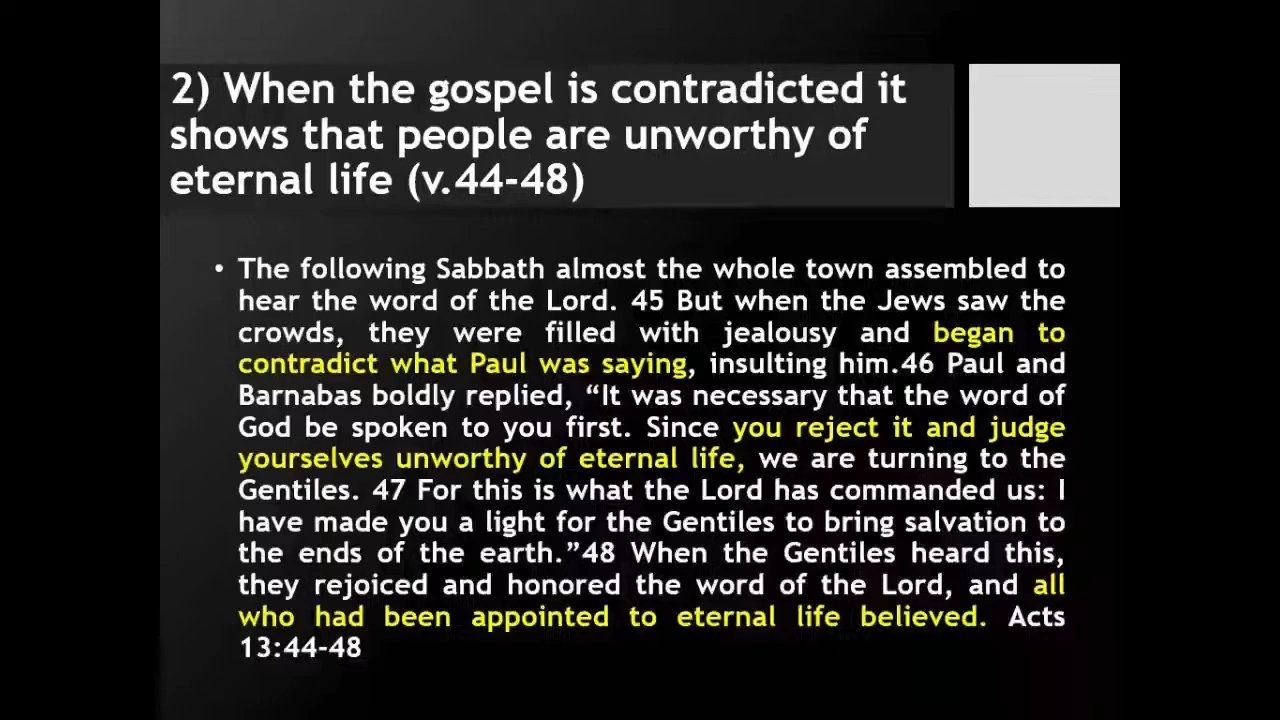 2) When the gospel is contradicted it
shows that people are unworthy of
eternal life (v.44-48)
• The following Sabbath almost the whole town assembled to
hear the word of the Lord. 45 But when the Jews saw the
crowds, they were filled with jealousy and began to
contradict what Paul was saying, insulting him.46 Paul and
Barnabas boldly replied, “It was necessary that the word of
God be spoken to you first. Since you reject it and judge
yourselves unworthy of eternal life, we are turning to the
Gentiles. 47 For this is what the Lord has commanded us: I
have made you a light for the Gentiles to bring salvation to
the ends of the earth.”48 When the Gentiles heard this,
they rejoiced and honored the word of the Lord, and all
who had been appointed to eternal life believed. Acts
13:44-48